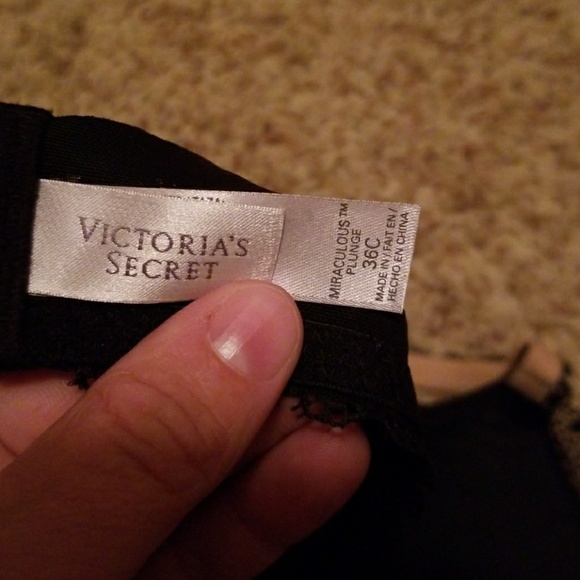 VICTORIA'S
SECRET
MIRACULOUS™
PLUNGE
36C
MADE IN / FAIT EN /
HECHO EN CHINA